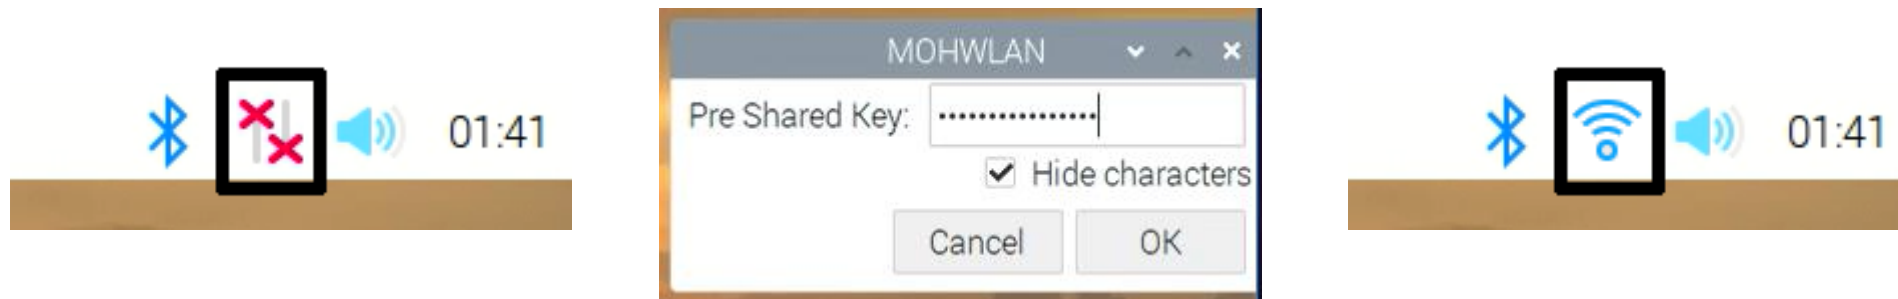 01:41
MOHWLAN
Pre Shared Key: ••••••••••••••••
Hide characters
Cancel OK
01:41